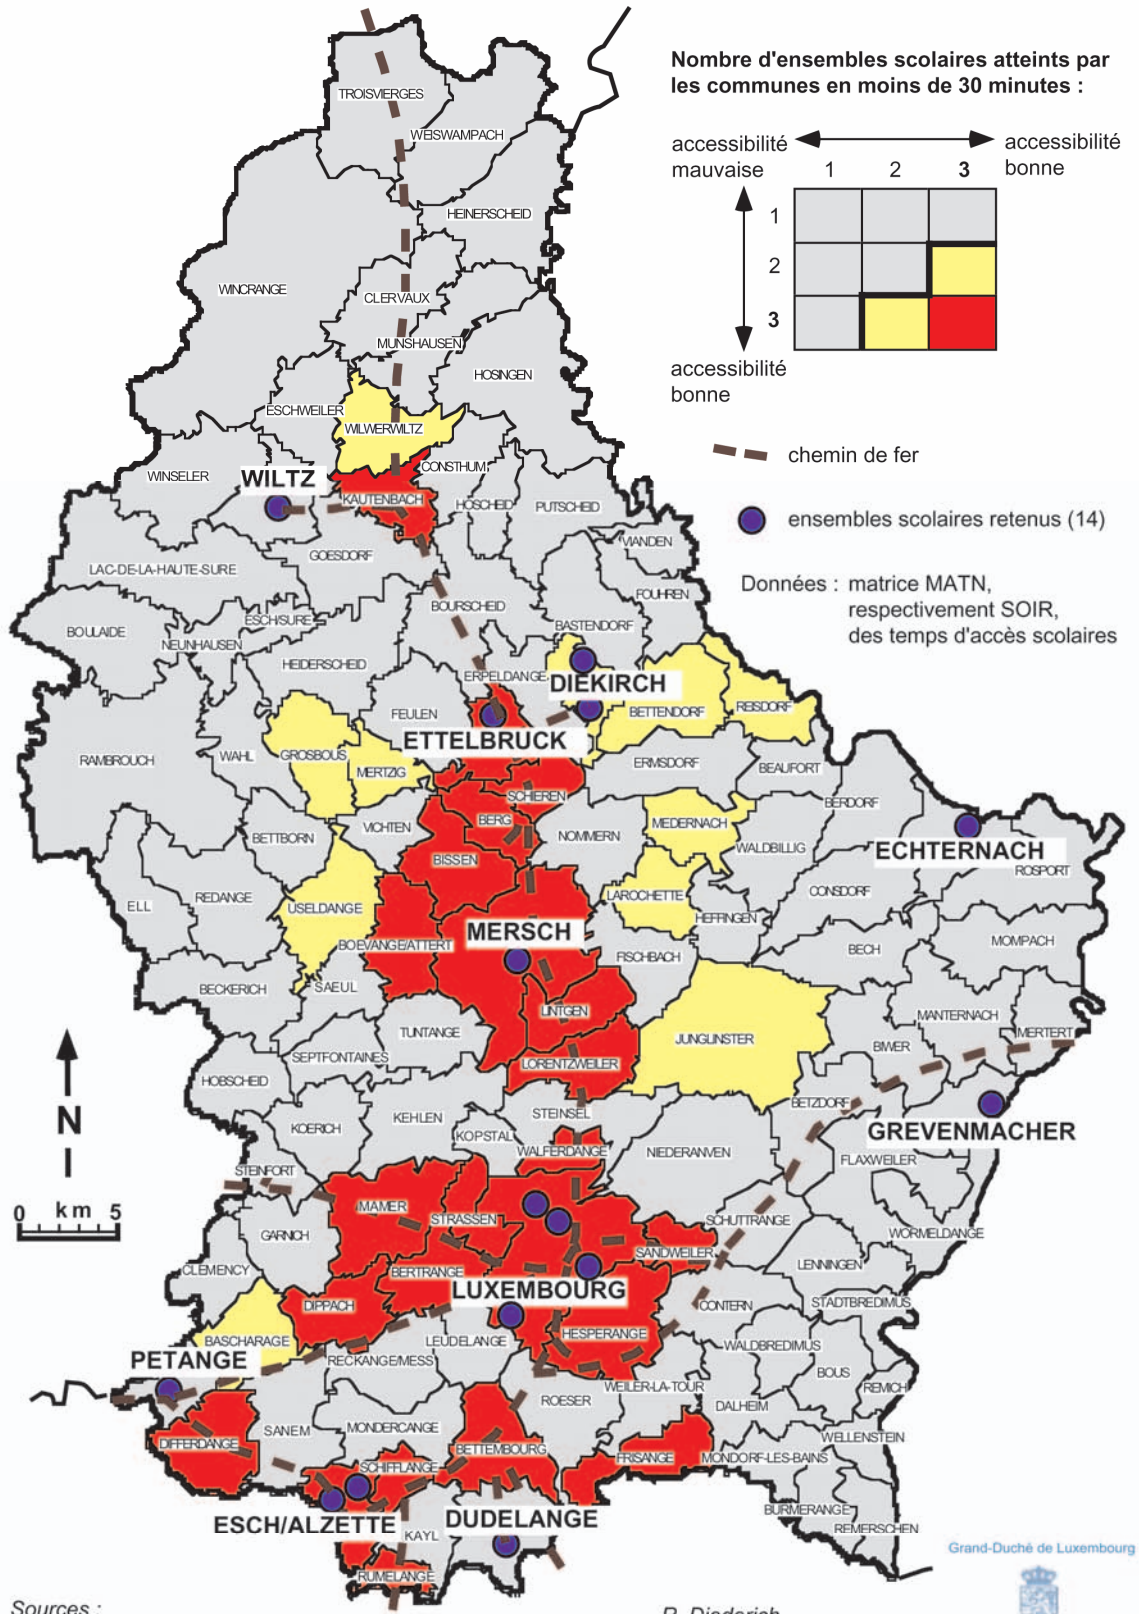 Nombre d'ensembles scolaires atteints par
les communes en moins de 30 minutes :
accessibilité
mauvaise
accessibilité
bonne
1 2 3
1
2
3
accessibilité
bonne
chemin de fer
ensembles scolaires retenus (14)
Données : matrice MATN,
respectivement SOIR,
des temps d'accès scolaires
TROISVIERGES
WEISWAMPACH
HEINERSCHEID
WINCRANGE
CLERVAUX
MUNSHAUSEN
HOSINGEN
ESCHWEILER
WILWERWILTZ
CONSTHUM
WINSELER
WILTZ
KAUTENBACH
HOSCHEID
PUTSCHEID
VIANDEN
GOESDORF
LAC-DE-LA-HAUTE-SURE
FOUHREN
BOURSCHEID
ESCH/SURE
BASTENDORF
BOULAIDE
NEUNHAUSEN
HEIDERSCHEID
ERPELDANGE
DIEKIRCH
BETTENDORF
REISDORF
FEULEN
ETTELBRUCK
RAMBROUCH
WAHL
GROSBOUS
MERTZIG
ERMSDORF
BEAUFORT
SCHIEREN
BERDORF
BERG
VICHTEN
BETTBORN
NOMMERN
MEDERNACH
WALDBILLIG
ECHTERNACH
ROSPORT
BISSEN
CONSDORF
REDANGE
ELL
USELDANGE
LAROCHETTE
HEFFINGEN
MERSCH
BOEVANGE/ATTERT
FISCHBACH
BECH
MOMPACH
BECKERICH
SAEUL
LINTGEN
MANTERNACH
TUNTANGE
JUNGLINSTER
BIWER
MERTERT
SEPTFONTAINES
LORENTZWEILER
HOBSCHEID
BETZDORF
STEINSEL
KEHLEN
KOERICH
KOPSTAL
WALFERDANGE
NIEDERANVEN
GREVENMACHER
FLAXWEILER
STEINFORT
MAMER
STRASSEN
SCHUTTRANGE
WORMELDANGE
GARNICH
SANDWEILER
LENNINGEN
CLEMENCY
BERTRANGE
LUXEMBOURG
DIPPACH
CONTERN
STADTBREDIMUS
BASCHARAGE
LEUDELANGE
HESPERANGE
WALDBREDIMUS
PETANGE
RECKANGE/MESS
BOUS
REMICH
WEILER-LA-TOUR
ROESER
DALHEIM
SANEM
MONDERCANGE
DIFFERDANGE
BETTEMBOURG
WELLENSTEIN
FRISANGE
MONDORF-LES-BAINS
SCHIFFLANGE
ESCH/ALZETTE
DUDELANGE
BURMERANGE
KAYL
REMERSCHEN
RUMELANGE
N
0 km 5
Grand-Duché de Luxembourg
Sources :